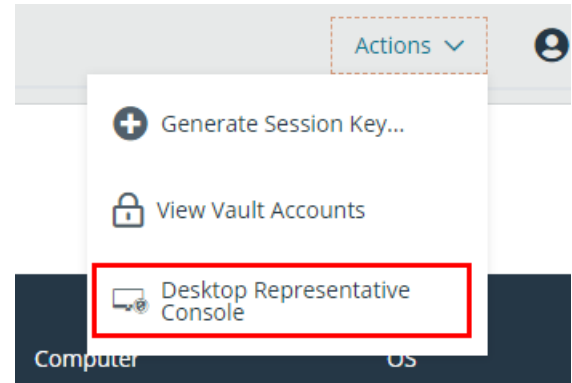 Actions
Generate Session Key...
View Vault Accounts
Desktop Representative
Console
Computer OS